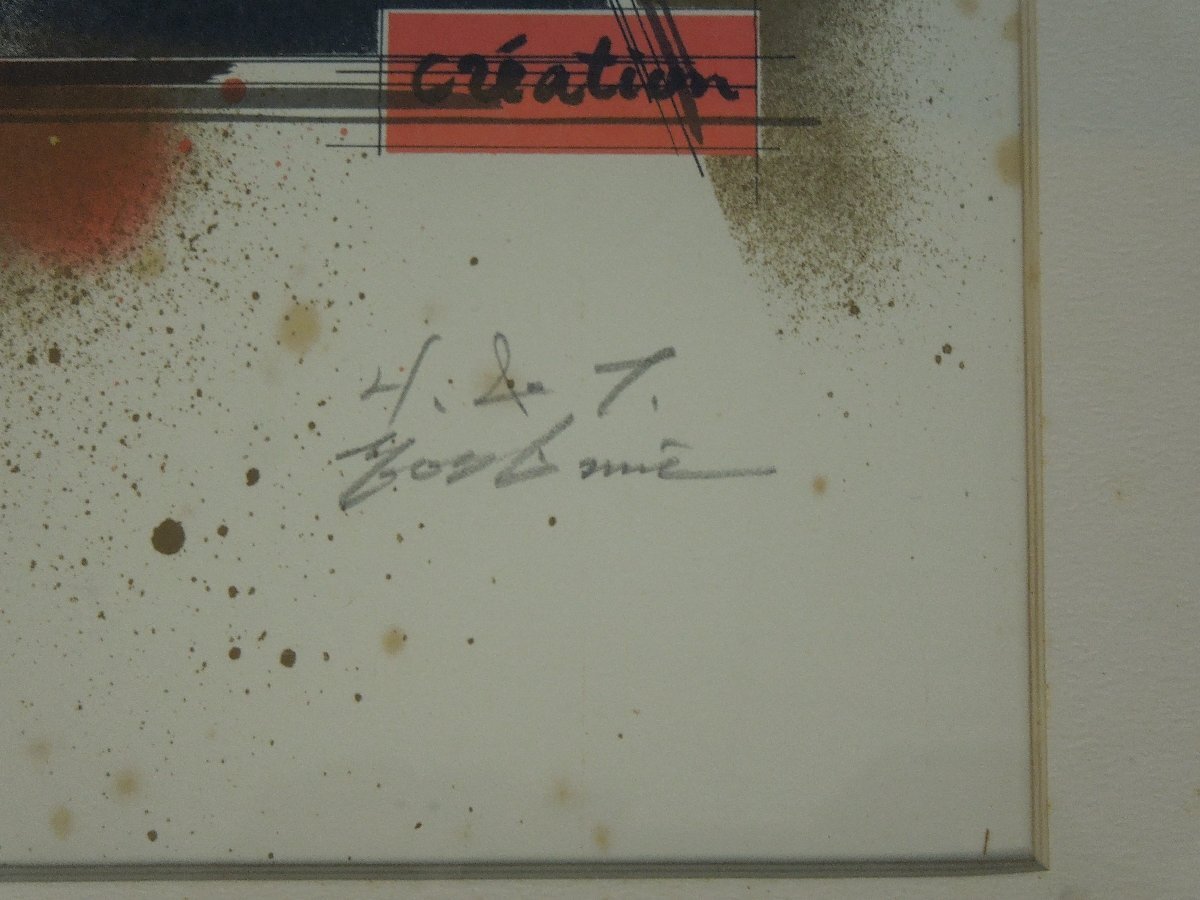 création
H. & T.
Yoshimi